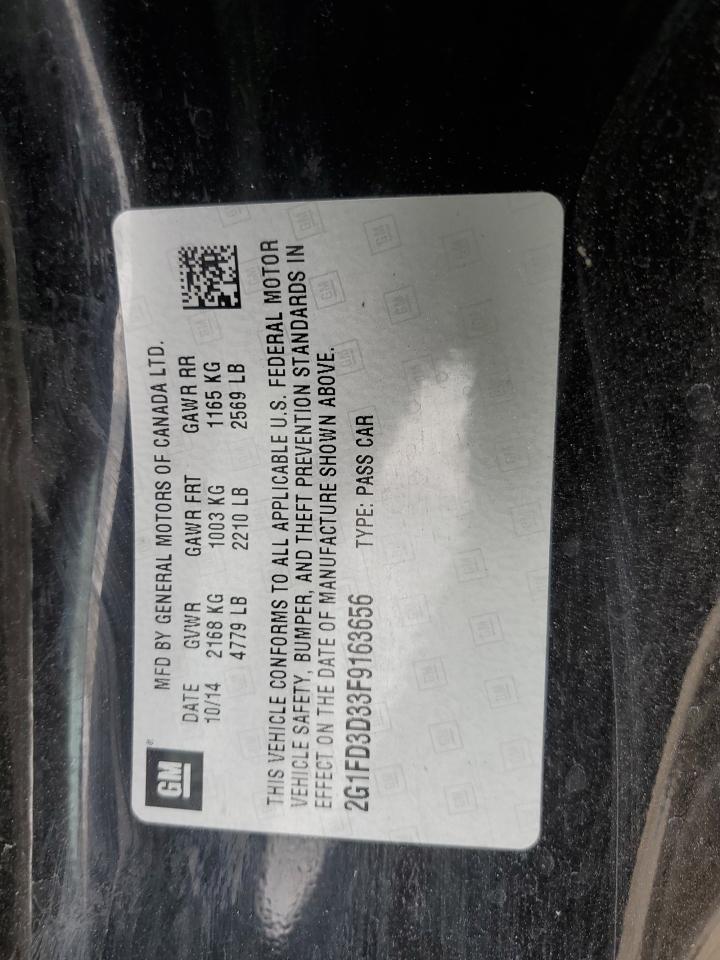 GM®
MFD BY GENERAL MOTORS OF CANADA LTD.
DATE GVWR GAWR FRT GAWR RR
10/14 2168 KG 1003 KG 1165 KG
4779 LB 2210 LB 2569 LB
THIS VEHICLE CONFORMS TO ALL APPLICABLE U.S. FEDERAL MOTOR
VEHICLE SAFETY, BUMPER, AND THEFT PREVENTION STANDARDS IN
EFFECT ON THE DATE OF MANUFACTURE SHOWN ABOVE.
2G1FD3D33F9163656 TYPE: PASS CAR